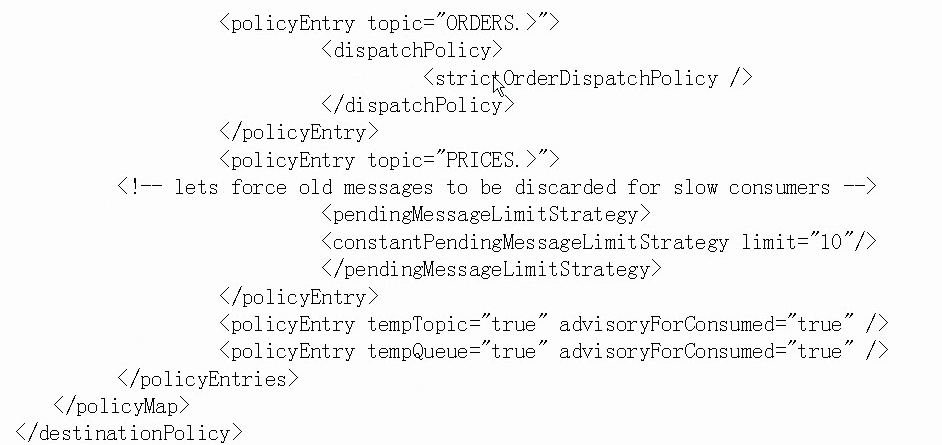 <policyEntry topic="ORDERS.>">
<dispatchPolicy>
<strictOrderDispatchPolicy />
</dispatchPolicy>
</policyEntry>
<policyEntry topic="PRICES.>">
<!-- lets force old messages to be discarded for slow consumers -->
<pendingMessageLimitStrategy>
<constantPendingMessageLimitStrategy limit="10"/>
</pendingMessageLimitStrategy>
</policyEntry>
<policyEntry tempTopic="true" advisoryForConsumed="true" />
<policyEntry tempQueue="true" advisoryForConsumed="true" />
</policyEntries>
</policyMap>
</destinationPolicy>